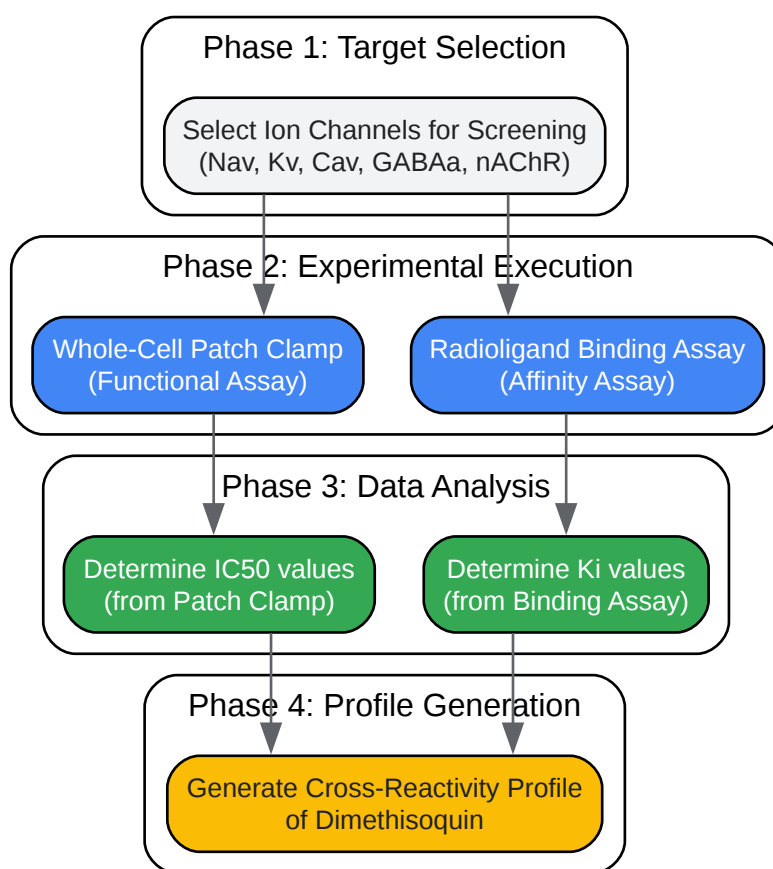 Phase 1: Target Selection
Select Ion Channels for Screening
(Nav, Kv, Cav, GABAa, nAChR)
Phase 2: Experimental Execution
Whole-Cell Patch Clamp
(Functional Assay)
Radioligand Binding Assay
(Affinity Assay)
Phase 3: Data Analysis
Determine IC50 values
(from Patch Clamp)
Determine Ki values
(from Binding Assay)
Phase 4: Profile Generation
Generate Cross-Reactivity Profile
of Dimethisoquin